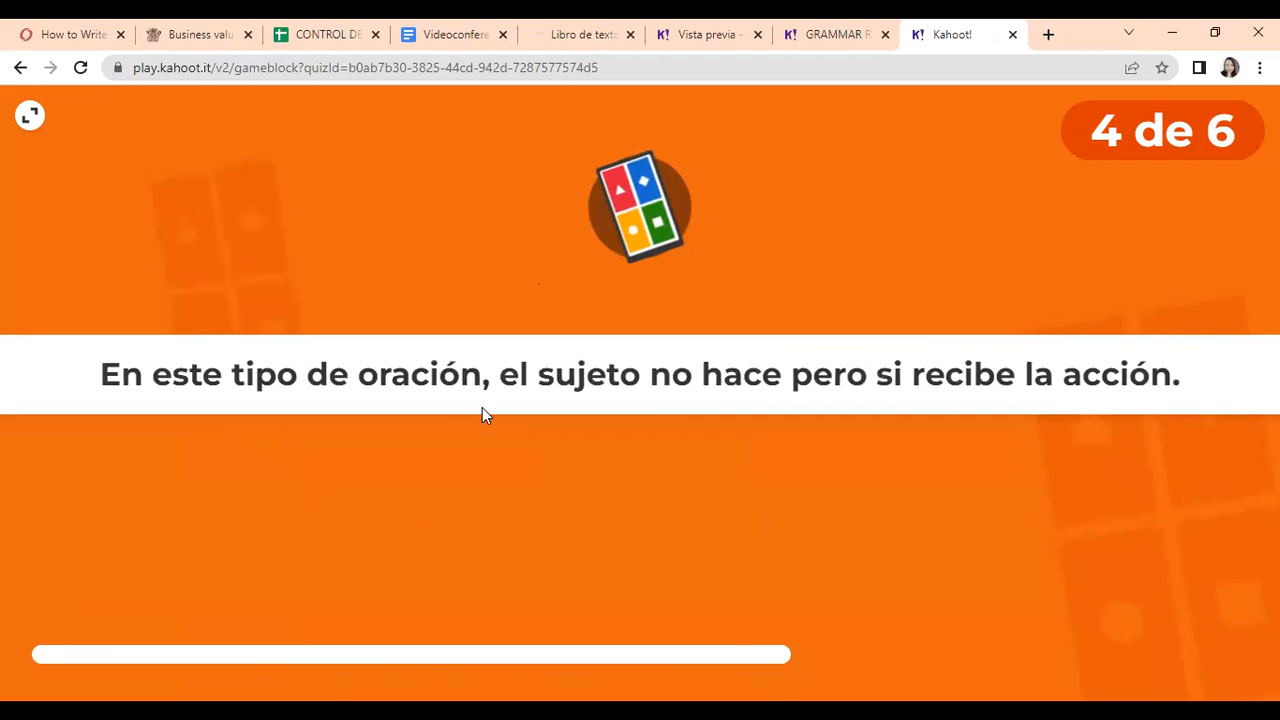 How to Write
Business valu
CONTROL DE
Videoconfere
Libro de texto
K! Vista previa -
K! GRAMMAR R
K! Kahoot!
play.kahoot.it/v2/gameblock?quizId=b0ab7b30-3825-44cd-942d-7287577574d5
4 de 6
En este tipo de oración, el sujeto no hace pero si recibe la acción.